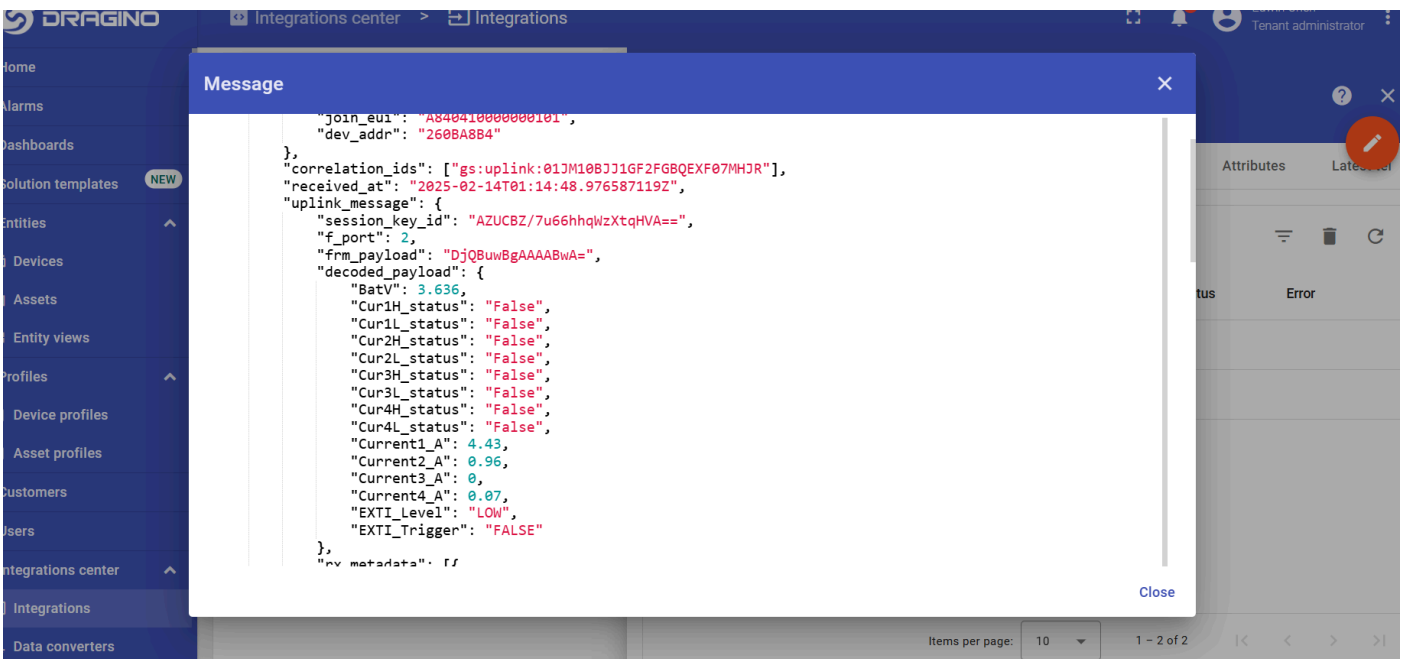 DRAGINO
Integrations center > Integrations
Tenant administrator
Home
Alarms
Dashboards
Solution templates NEW
Entities
Devices
Assets
Entity views
Profiles
Device profiles
Asset profiles
Customers
Users
Integrations center
Integrations
Data converters
Message
"join_eui": "A840410000000101",
"dev_addr": "260BA8B4"
},
"correlation_ids": ["gs:uplink:01JM10BJJ1GF2FGBQEXF07MHJR"],
"received_at": "2025-02-14T01:14:48.976587119Z",
"uplink_message": {
"session_key_id": "AZUCBZ/7u66hhqWzXtqHVA==",
"f_port": 2,
"frm_payload": "DjQBuwBgAAAABwA=",
"decoded_payload": {
"BatV": 3.636,
"Cur1H_status": "False",
"Cur1L_status": "False",
"Cur2H_status": "False",
"Cur2L_status": "False",
"Cur3H_status": "False",
"Cur3L_status": "False",
"Cur4H_status": "False",
"Cur4L_status": "False",
"Current1_A": 4.43,
"Current2_A": 0.96,
"Current3_A": 0,
"Current4_A": 0.07,
"EXTI_Level": "LOW",
"EXTI_Trigger": "FALSE"
},
"rx_metadata": [{
Close
Attributes
tus Error
Items per page: 10 1 – 2 of 2